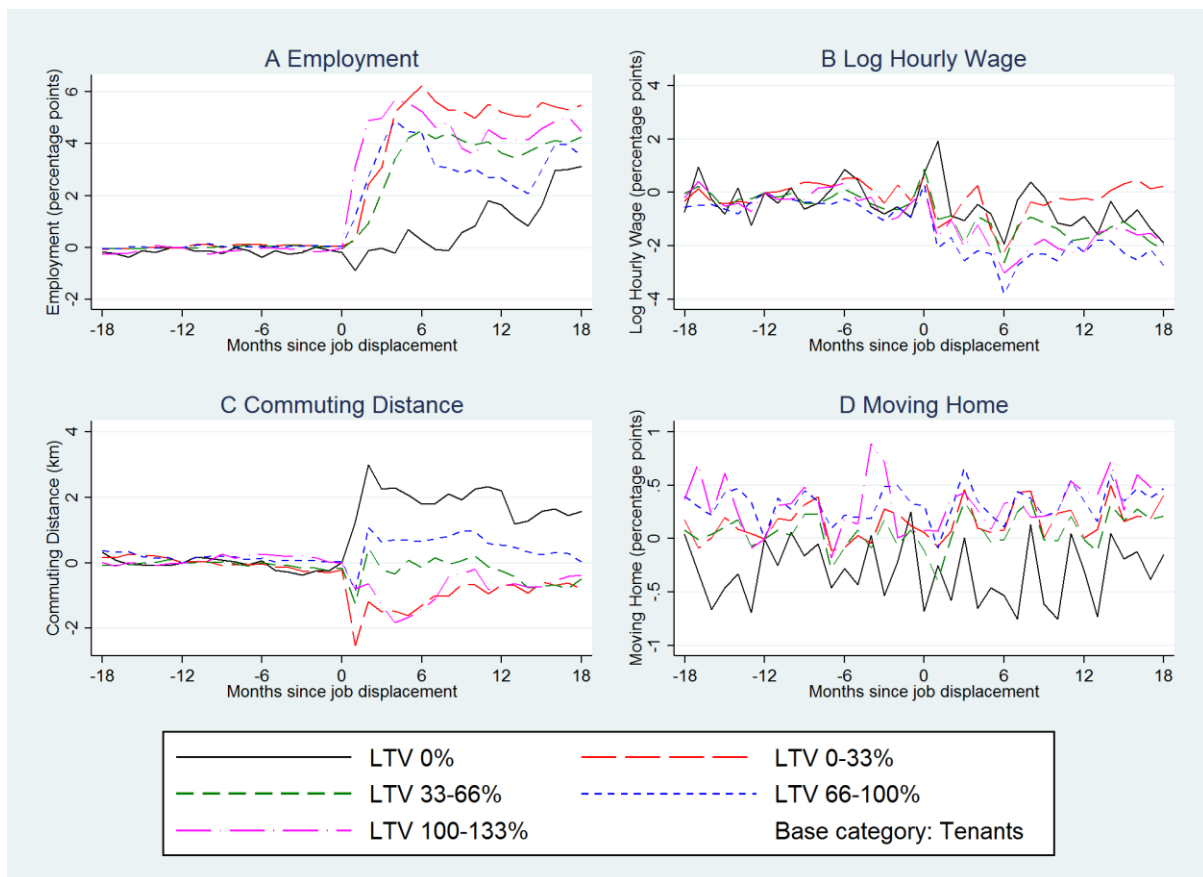 A Employment
Employment (percentage points)
6
4
2
0
-2
-18 -12 -6 0 6 12 18
Months since job displacement
B Log Hourly Wage
Log Hourly Wage (percentage points)
4
2
0
-2
-4
-18 -12 -6 0 6 12 18
Months since job displacement
C Commuting Distance
Commuting Distance (km)
4
2
0
-2
-18 -12 -6 0 6 12 18
Months since job displacement
D Moving Home
Moving Home (percentage points)
1
.5
0
-.5
-1
-18 -12 -6 0 6 12 18
Months since job displacement
LTV 0% LTV 0-33%
LTV 33-66% LTV 66-100%
LTV 100-133% Base category: Tenants